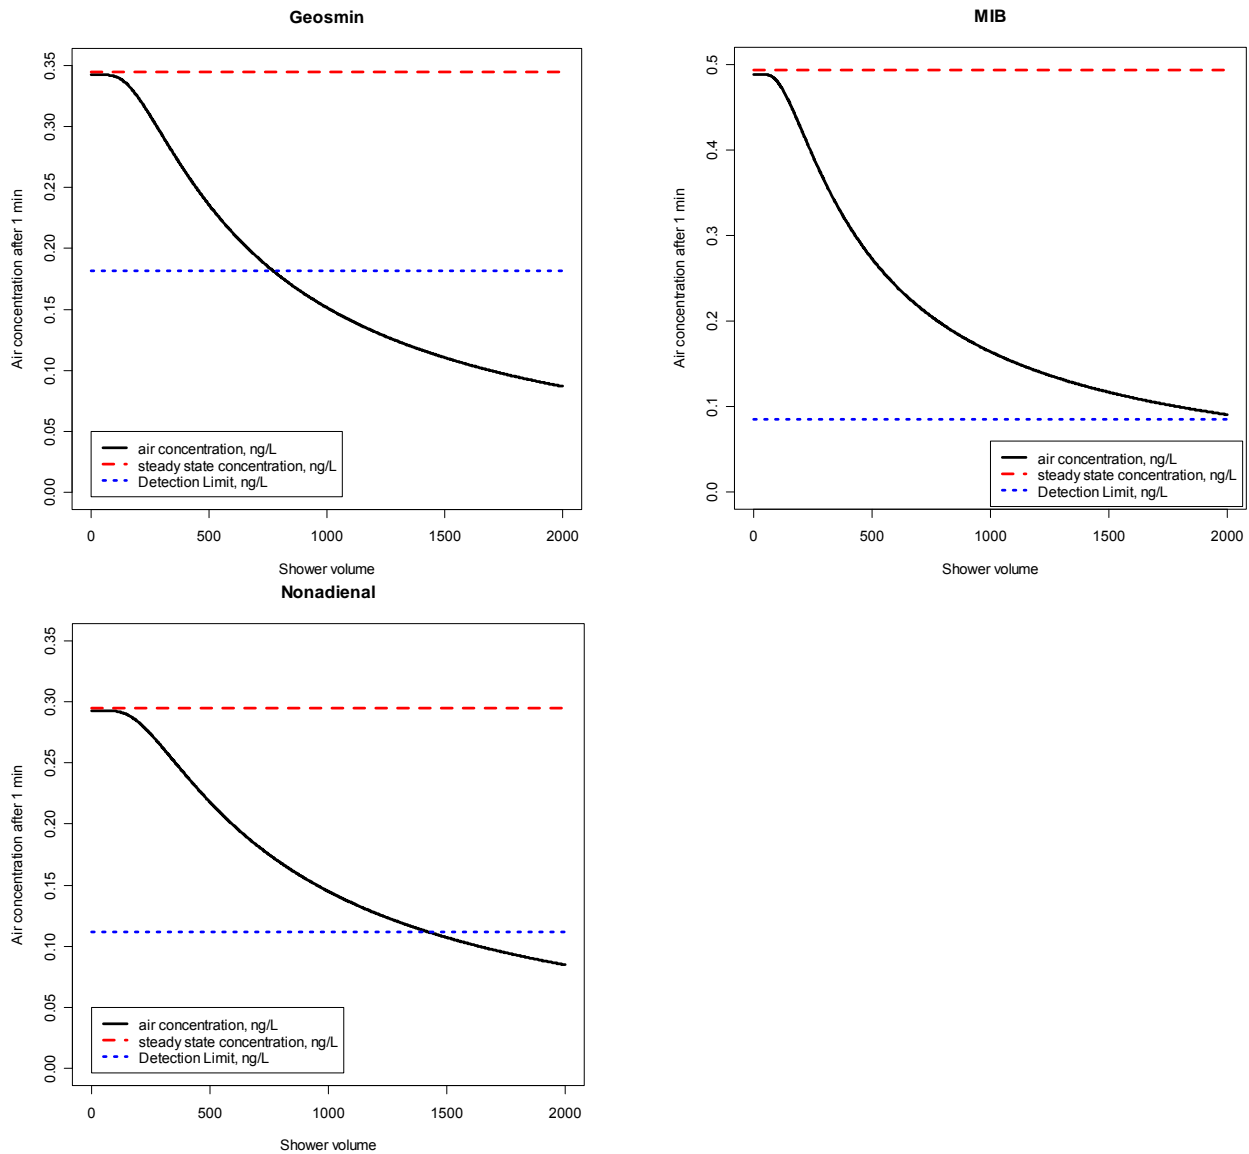 Geosmin
Air concentration after 1 min
0.35
0.30
0.25
0.20
0.15
0.10
0.05
0.00
air concentration, ng/L
steady state concentration, ng/L
Detection Limit, ng/L
0 500 1000 1500 2000
Shower volume
MIB
Air concentration after 1 min
0.5
0.4
0.3
0.2
0.1
0.0
air concentration, ng/L
steady state concentration, ng/L
Detection Limit, ng/L
0 500 1000 1500 2000
Shower volume
Nonadienal
Air concentration after 1 min
0.35
0.30
0.25
0.20
0.15
0.10
0.05
0.00
air concentration, ng/L
steady state concentration, ng/L
Detection Limit, ng/L
0 500 1000 1500 2000
Shower volume